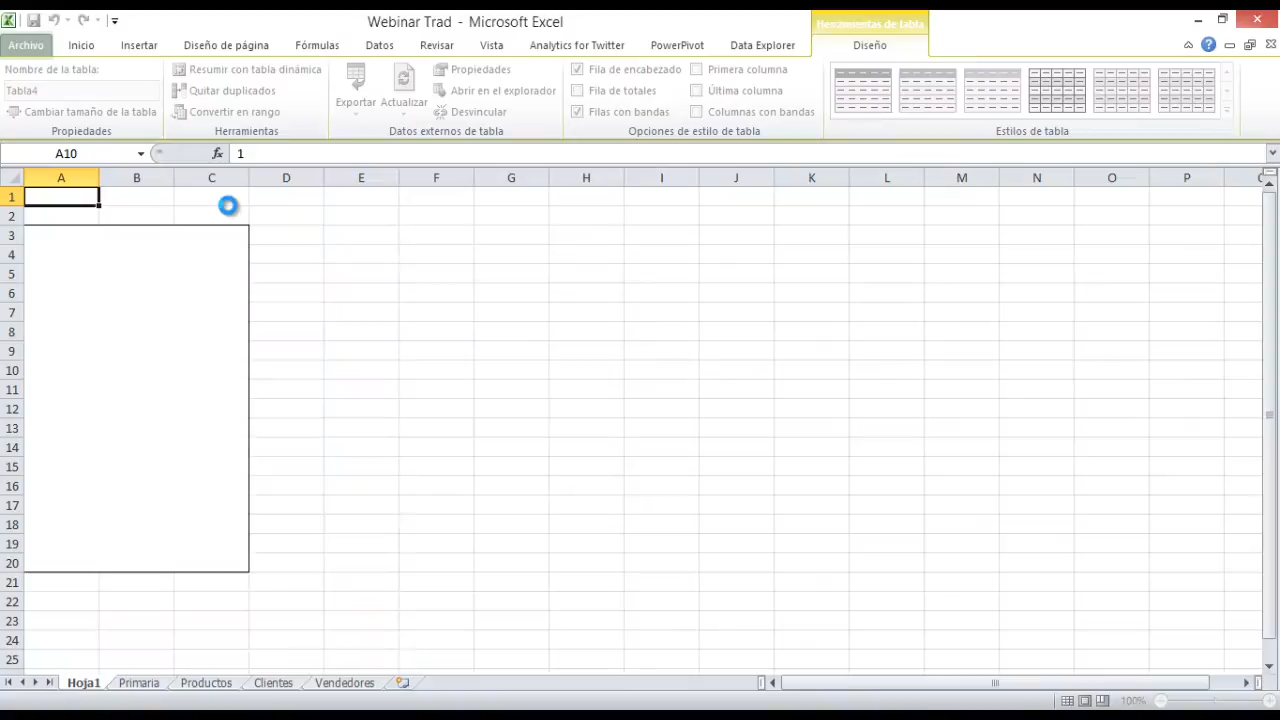 Webinar Trad - Microsoft Excel
Herramientas de tabla
Archivo Inicio Insertar Diseño de página Fórmulas Datos Revisar Vista Analytics for Twitter PowerPivot Data Explorer Diseño
Nombre de la tabla:
Tabla4
Cambiar tamaño de la tabla
Propiedades
Resumir con tabla dinámica
Quitar duplicados
Convertir en rango
Herramientas
Exportar
Actualizar
Propiedades
Abrir en el explorador
Desvincular
Datos externos de tabla
Fila de encabezado
Fila de totales
Filas con bandas
Primera columna
Última columna
Columnas con bandas
Opciones de estilo de tabla
Estilos de tabla
A10 fx 1
A B C D E F G H I J K L M N O P
1
2
3
4
5
6
7
8
9
10
11
12
13
14
15
16
17
18
19
20
21
22
23
24
25
Hoja1 Primaria Productos Clientes Vendedores
100%